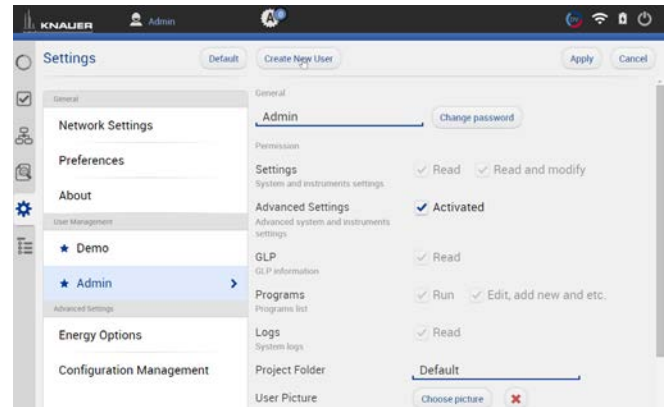 KNAUER Admin
Settings Default Create New User Apply Cancel
General
Network Settings
Preferences
About
User Management
Demo
Admin
Advanced Settings
Energy Options
Configuration Management
General
Admin Change password
Permission
Settings Read Read and modify
System and instruments settings
Advanced Settings Activated
Advanced system and instruments
settings
GLP Read
GLP information
Programs Run Edit, add new and etc.
Programs list
Logs Read
System logs
Project Folder Default
User Picture Choose picture